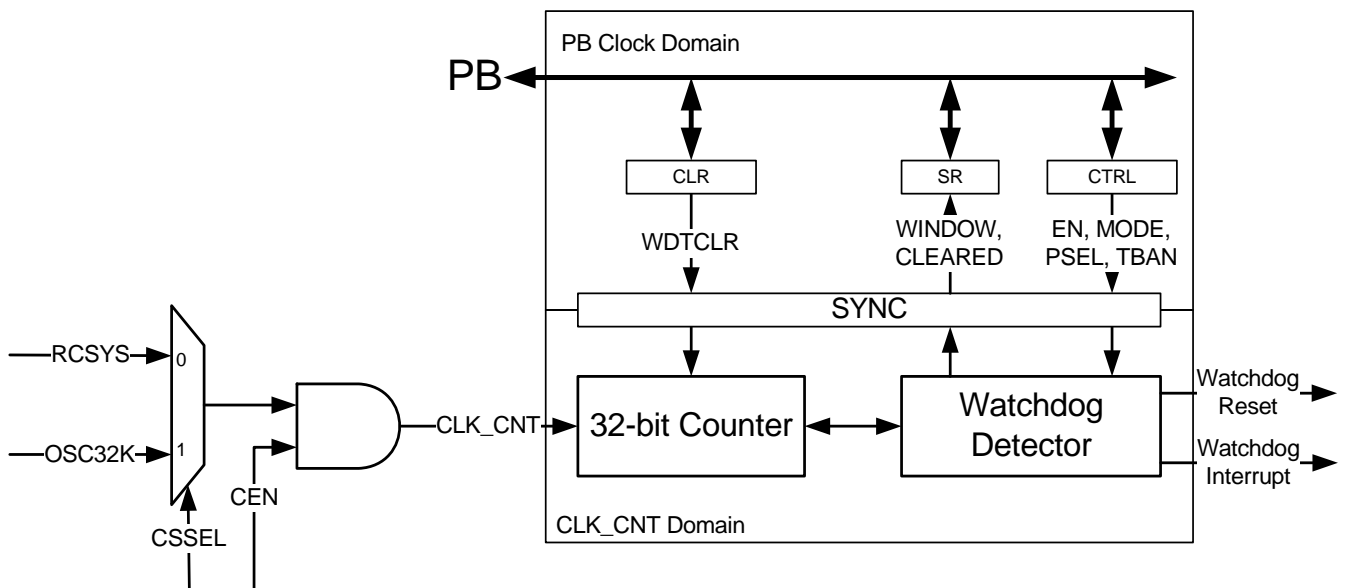 PB Clock Domain
PB
CLR
SR
CTRL
WDTCLR
WINDOW,
CLEARED
EN, MODE,
PSEL, TBAN
SYNC
RCSYS
0
OSC32K
1
CSSEL
CEN
CLK_CNT
32-bit Counter
Watchdog
Detector
Watchdog
Reset
Watchdog
Interrupt
CLK_CNT Domain